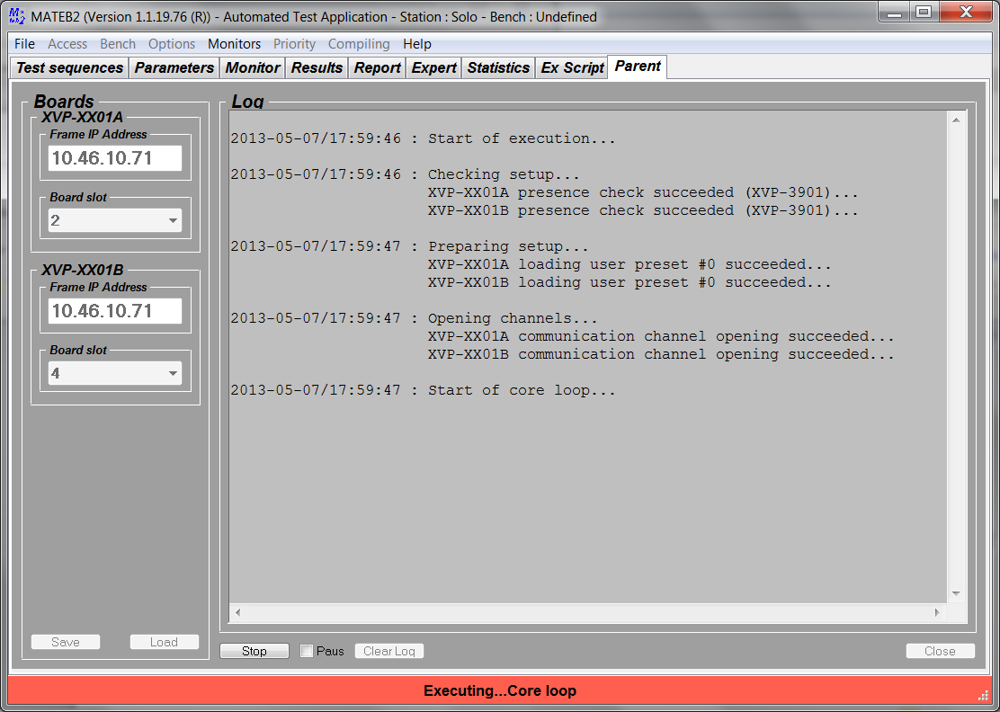 MATEB2 (Version 1.1.19.76 (R)) - Automated Test Application - Station : Solo - Bench : Undefined
File Access Bench Options Monitors Priority Compiling Help
Test sequences Parameters Monitor Results Report Expert Statistics Ex Script Parent
Boards
XVP-XX01A
Frame IP Address
10.46.10.71
Board slot
2
XVP-XX01B
Frame IP Address
10.46.10.71
Board slot
4
Save Load
Log
2013-05-07/17:59:46 : Start of execution...
2013-05-07/17:59:46 : Checking setup...
XVP-XX01A presence check succeeded (XVP-3901)...
XVP-XX01B presence check succeeded (XVP-3901)...
2013-05-07/17:59:47 : Preparing setup...
XVP-XX01A loading user preset #0 succeeded...
XVP-XX01B loading user preset #0 succeeded...
2013-05-07/17:59:47 : Opening channels...
XVP-XX01A communication channel opening succeeded...
XVP-XX01B communication channel opening succeeded...
2013-05-07/17:59:47 : Start of core loop...
Stop Paus Clear Log Close
Executing...Core loop